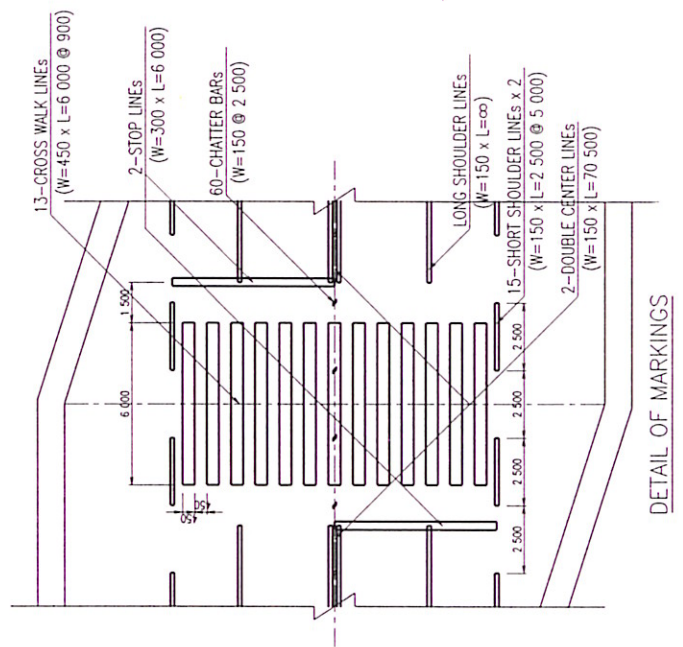 13-CROSS WALK LINEs
(W=450 x L=6 000 @ 900)
2-STOP LINEs
(W=300 x L=6 000)
60-CHATTER BARs
(W=150 @ 2 500)
LONG SHOULDER LINEs
(W=150 x L=∞)
15-SHORT SHOULDER LINEs x 2
(W=150 x L=2 500 @ 5 000)
2-DOUBLE CENTER LINEs
(W=150 x L=70 500)
1 500
6 000
450
450
2 500
2 500
2 500
2 500
DETAIL OF MARKINGS